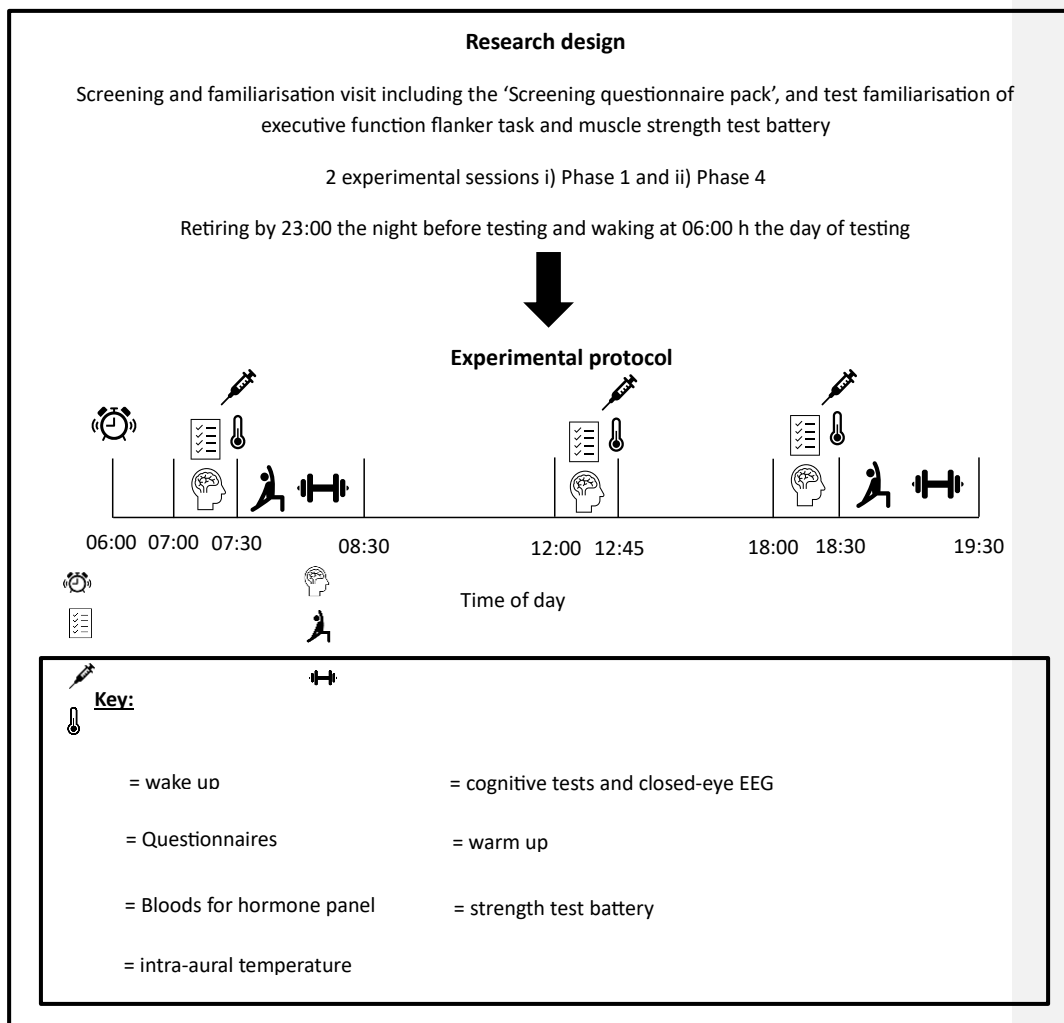 Research design
Screening and familiarisation visit including the ‘Screening questionnaire pack’, and test familiarisation of
executive function flanker task and muscle strength test battery
2 experimental sessions i) Phase 1 and ii) Phase 4
Retiring by 23:00 the night before testing and waking at 06:00 h the day of testing
Experimental protocol
06:00 07:00 07:30 08:30 12:00 12:45 18:00 18:30 19:30
Time of day
Key:
= wake up = cognitive tests and closed-eye EEG
= Questionnaires = warm up
= Bloods for hormone panel = strength test battery
= intra-aural temperature